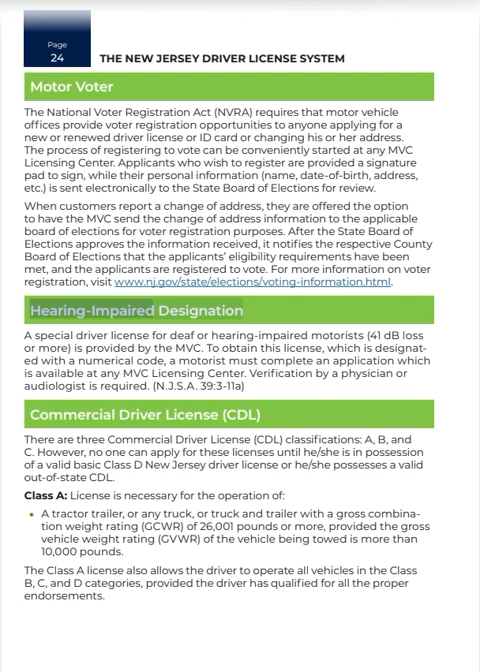 Page
24
THE NEW JERSEY DRIVER LICENSE SYSTEM
Motor Voter
The National Voter Registration Act (NVRA) requires that motor vehicle
offices provide voter registration opportunities to anyone applying for a
new or renewed driver license or ID card or changing his or her address.
The process of registering to vote can be conveniently started at any MVC
Licensing Center. Applicants who wish to register are provided a signature
pad to sign, while their personal information (name, date-of-birth, address,
etc.) is sent electronically to the State Board of Elections for review.
When customers report a change of address, they are offered the option
to have the MVC send the change of address information to the applicable
board of elections for voter registration purposes. After the State Board of
Elections approves the information received, it notifies the respective County
Board of Elections that the applicants' eligibility requirements have been
met, and the applicants are registered to vote. For more information on voter
registration, visit www.nj.gov/state/elections/voting-information.html.
Hearing-Impaired Designation
A special driver license for deaf or hearing-impaired motorists (41 dB loss
or more) is provided by the MVC. To obtain this license, which is designat-
ed with a numerical code, a motorist must complete an application which
is available at any MVC Licensing Center. Verification by a physician or
audiologist is required. (N.J.S.A. 39:3-11a)
Commercial Driver License (CDL)
There are three Commercial Driver License (CDL) classifications: A, B, and
C. However, no one can apply for these licenses until he/she is in possession
of a valid basic Class D New Jersey driver license or he/she possesses a valid
out-of-state CDL.
Class A: License is necessary for the operation of:
• A tractor trailer, or any truck, or truck and trailer with a gross combina-
tion weight rating (GCWR) of 26,001 pounds or more, provided the gross
vehicle weight rating (GVWR) of the vehicle being towed is more than
10,000 pounds.
The Class A license also allows the driver to operate all vehicles in the Class
B, C, and D categories, provided the driver has qualified for all the proper
endorsements.